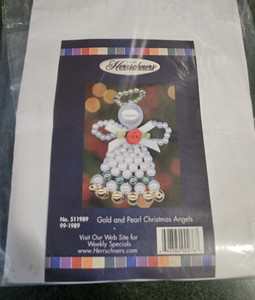 Herrschners
No. 511989
99-1989
Gold and Pearl Christmas Angels
Visit Our Web Site for
Weekly Specials
www.Herrschners.com